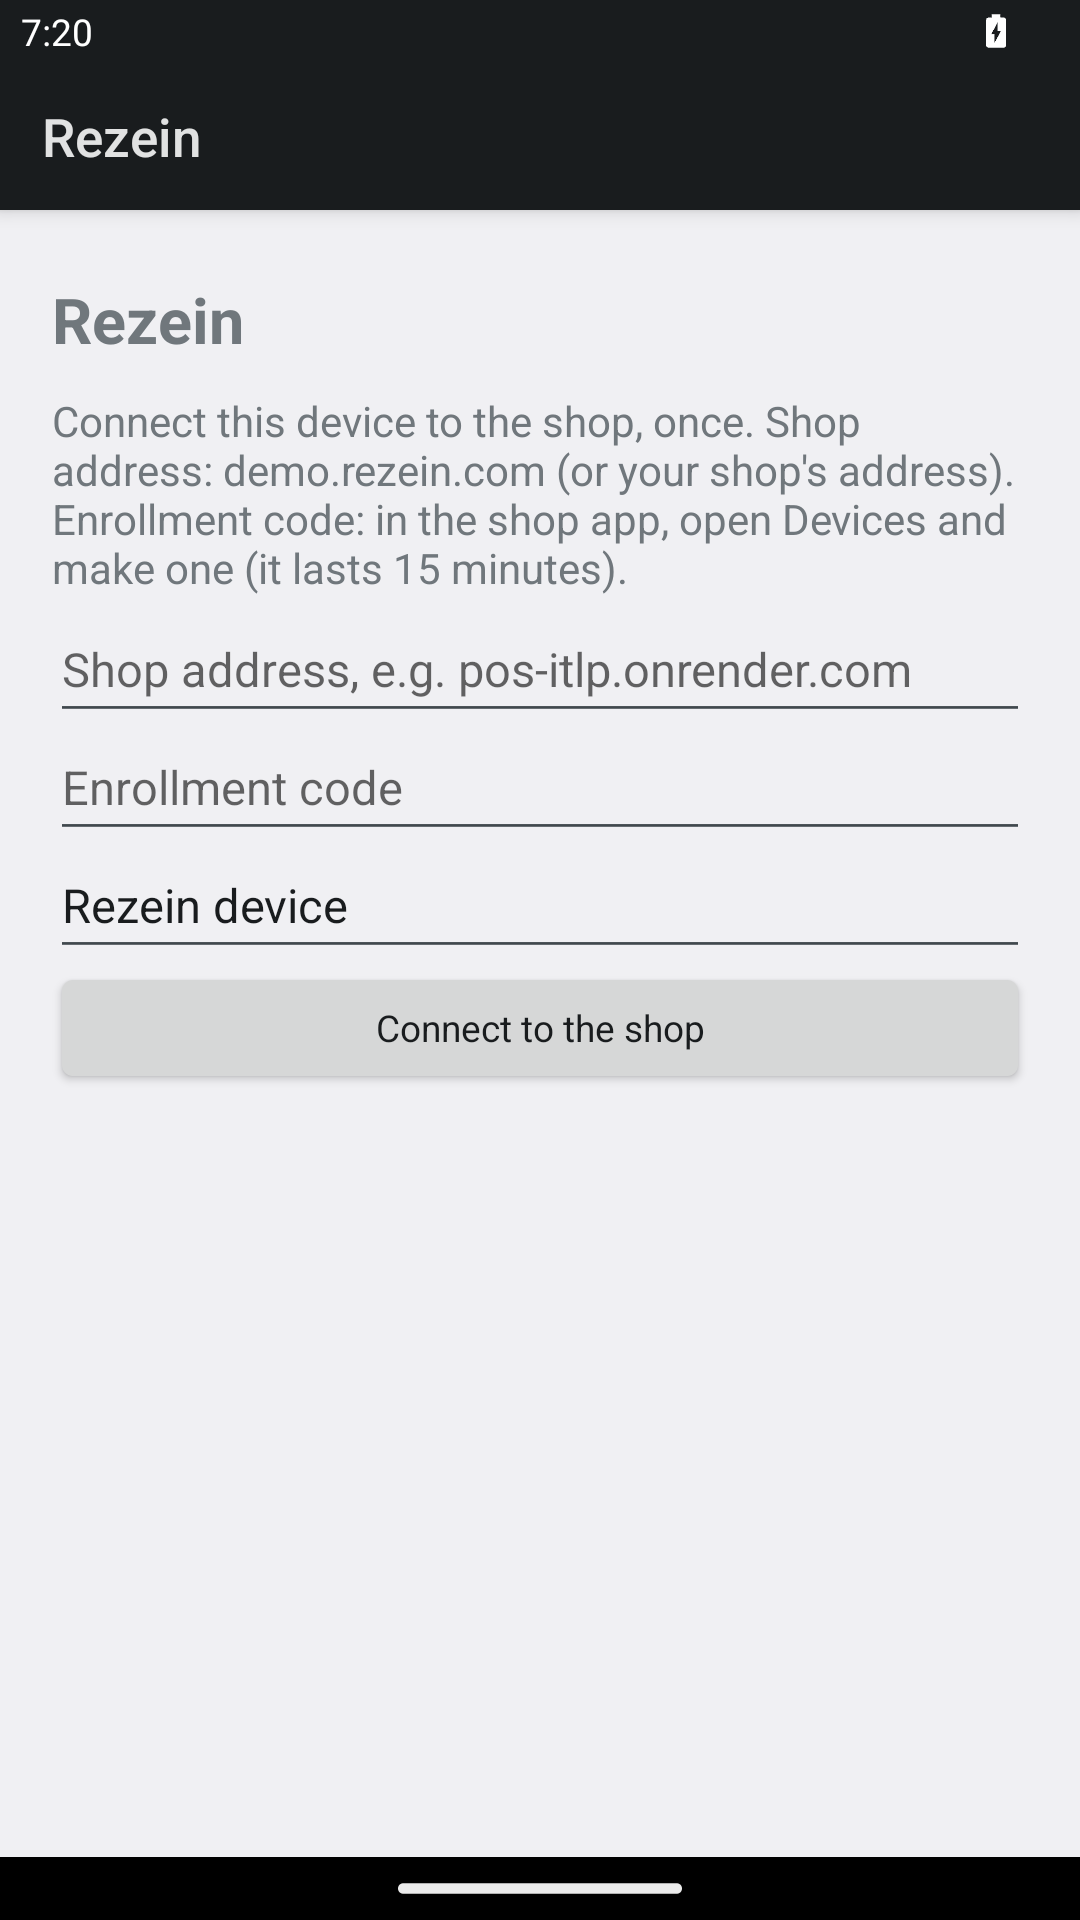 7:20
Rezein
Rezein
Connect this device to the shop, once. Shop
address: demo.rezein.com (or your shop's address).
Enrollment code: in the shop app, open Devices and
make one (it lasts 15 minutes).
Shop address, e.g. pos-itlp.onrender.com
Enrollment code
Rezein device
Connect to the shop